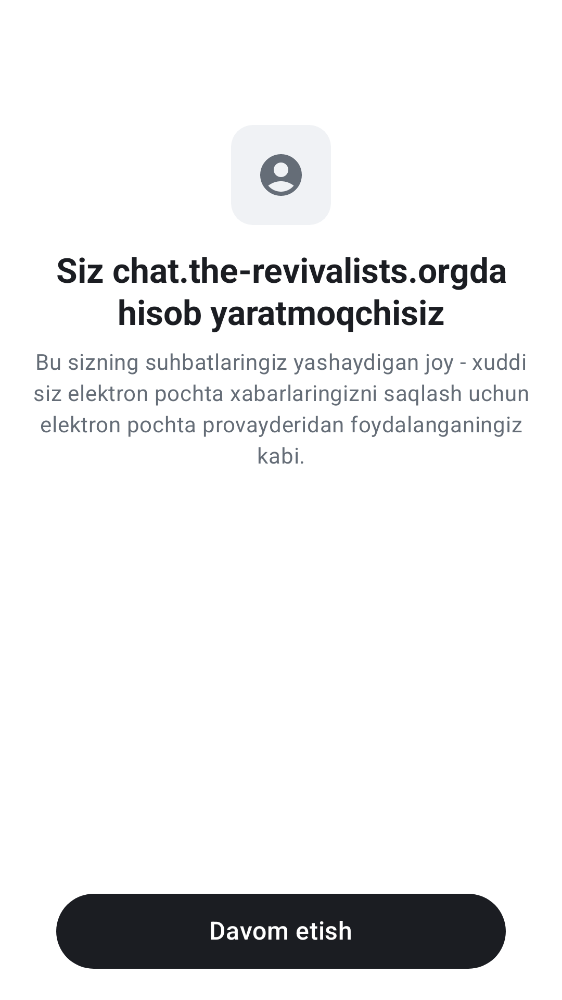 Siz chat.the-revivalists.orgda
hisob yaratmoqchisiz
Bu sizning suhbatlaringiz yashaydigan joy - xuddi
siz elektron pochta xabarlaringizni saqlash uchun
elektron pochta provayderidan foydalanganingiz
kabi.
Davom etish